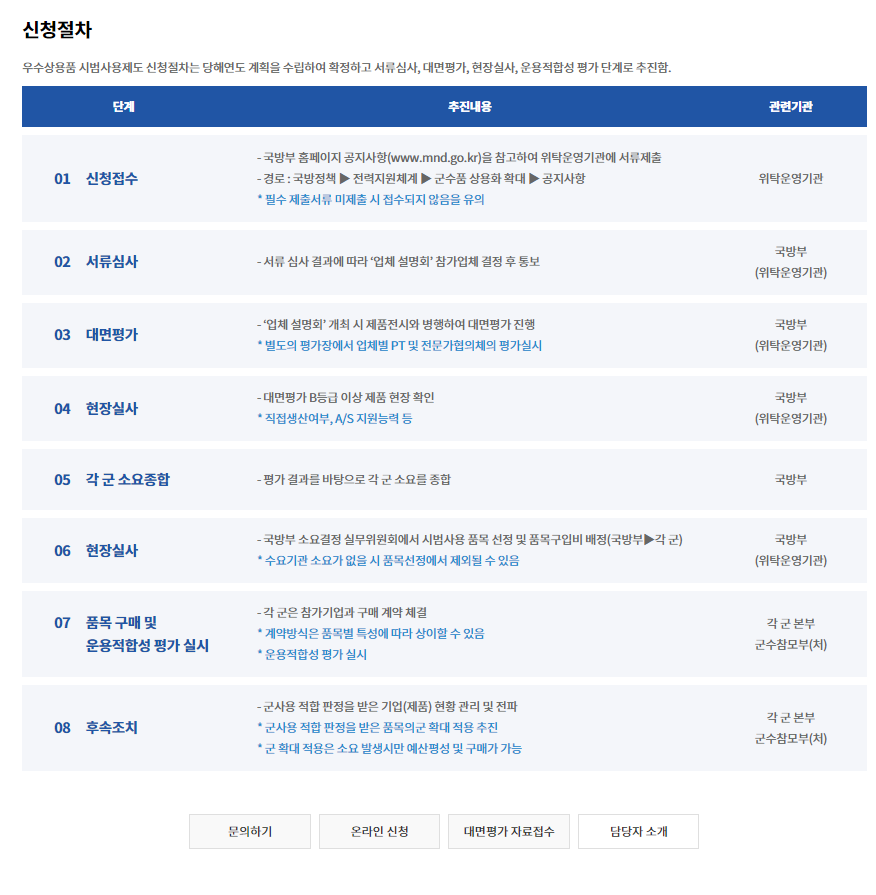 신청절차
우수상용품 시범사용제도 신청절차는 당해연도 계획을 수립하여 확정하고 서류심사, 대면평가, 현장실사, 운용적합성 평가 단계로 추진함.
단계 추진내용 관련기관
01 신청접수
- 국방부 홈페이지 공지사항(www.mnd.go.kr)을 참고하여 위탁운영기관에 서류제출
- 경로 : 국방정책 ▶ 전력지원체계 ▶ 군수품 상용화 확대 ▶ 공지사항
* 필수 제출서류 미제출 시 접수되지 않음을 유의
위탁운영기관
02 서류심사
- 서류 심사 결과에 따라 ‘업체 설명회’ 참가업체 결정 후 통보
국방부
(위탁운영기관)
03 대면평가
- ‘업체 설명회’ 개최 시 제품전시와 병행하여 대면평가 진행
* 별도의 평가장에서 업체별 PT 및 전문가협의체의 평가실시
국방부
(위탁운영기관)
04 현장실사
- 대면평가 B등급 이상 제품 현장 확인
* 직접생산여부, A/S 지원능력 등
국방부
(위탁운영기관)
05 각 군 소요종합
- 평가 결과를 바탕으로 각 군 소요를 종합
국방부
06 현장실사
- 국방부 소요결정 실무위원회에서 시범사용 품목 선정 및 품목구입비 배정(국방부▶각 군)
* 수요기관 소요가 없을 시 품목선정에서 제외될 수 있음
국방부
(위탁운영기관)
07 품목 구매 및
운용적합성 평가 실시
- 각 군은 참가기업과 구매 계약 체결
* 계약방식은 품목별 특성에 따라 상이할 수 있음
* 운용적합성 평가 실시
각 군 본부
군수참모부(처)
08 후속조치
- 군사용 적합 판정을 받은 기업(제품) 현황 관리 및 전파
* 군사용 적합 판정을 받은 품목의군 확대 적용 추진
* 군 확대 적용은 소요 발생시만 예산평성 및 구매가 가능
각 군 본부
군수참모부(처)
문의하기 온라인 신청 대면평가 자료접수 담당자 소개